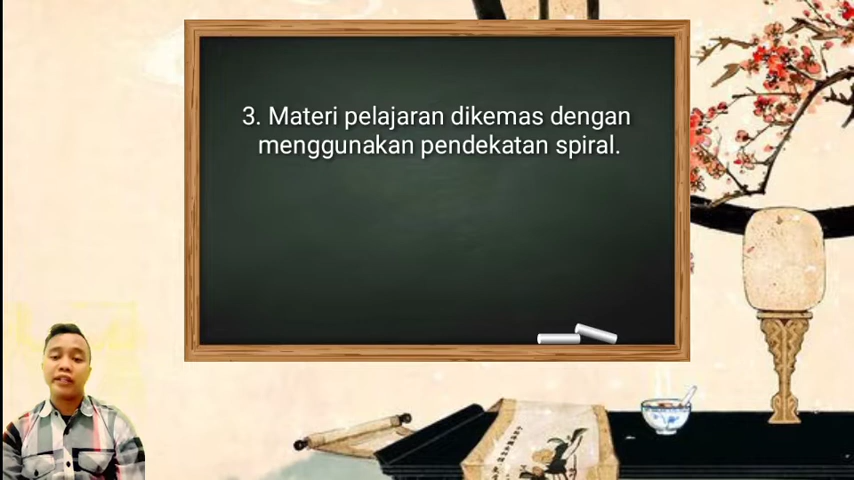 3. Materi pelajaran dikemas dengan
menggunakan pendekatan spiral.